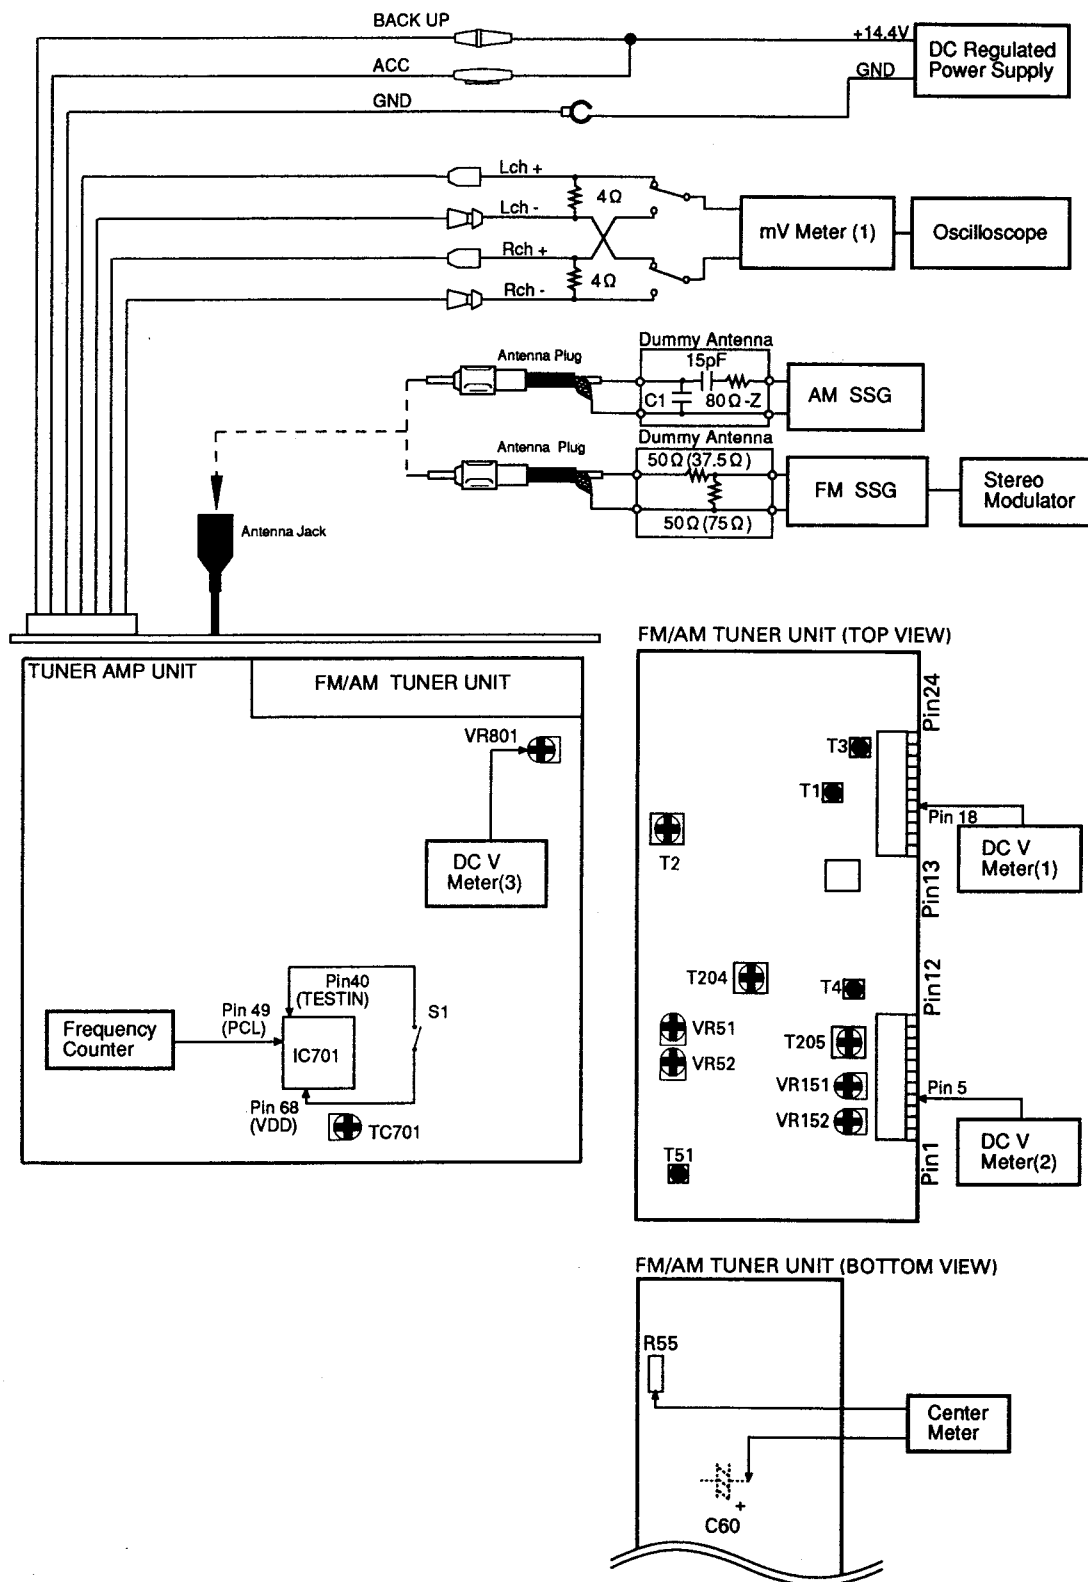 BACK UP
+14.4V
DC Regulated
Power Supply
ACC
GND
GND
Lch +
4Ω
Lch -
mV Meter (1)
Oscilloscope
Rch +
4Ω
Rch -
Dummy Antenna
Antenna Plug
15pF
C1
80Ω-Z
AM SSG
Dummy Antenna
Antenna Plug
50Ω(37.5Ω)
FM SSG
Stereo
Modulator
50Ω(75Ω)
Antenna Jack
FM/AM TUNER UNIT (TOP VIEW)
TUNER AMP UNIT
FM/AM TUNER UNIT
VR801
DC V
Meter(3)
Pin40
(TESTIN)
S1
Pin 49
(PCL)
Frequency
Counter
IC701
Pin 68
(VDD)
TC701
Pin24
T3
T1
Pin 18
T2
DC V
Meter(1)
Pin13
T204
T4
Pin12
VR51
T205
VR52
VR151
Pin 5
VR152
T51
Pin1
DC V
Meter(2)
FM/AM TUNER UNIT (BOTTOM VIEW)
R55
Center
Meter
+
C60